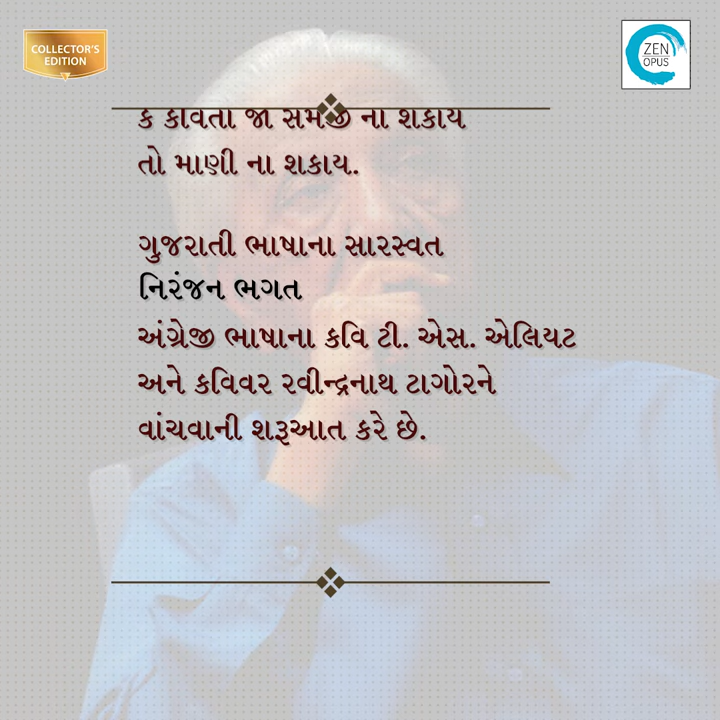 COLLECTOR'S
EDITION
ZEN
OPUS
કે કવિતા જો સમજી ના શકાય
તો માણી ના શકાય.
ગુજરાતી ભાષાના સારસ્વત
નિરંજન ભગત
અંગ્રેજી ભાષાના કવિ ટી. એસ. એલિયટ
અને કવિવર રવીન્દ્રનાથ ટાગોરને
વાંચવાની શરૂઆત કરે છે.